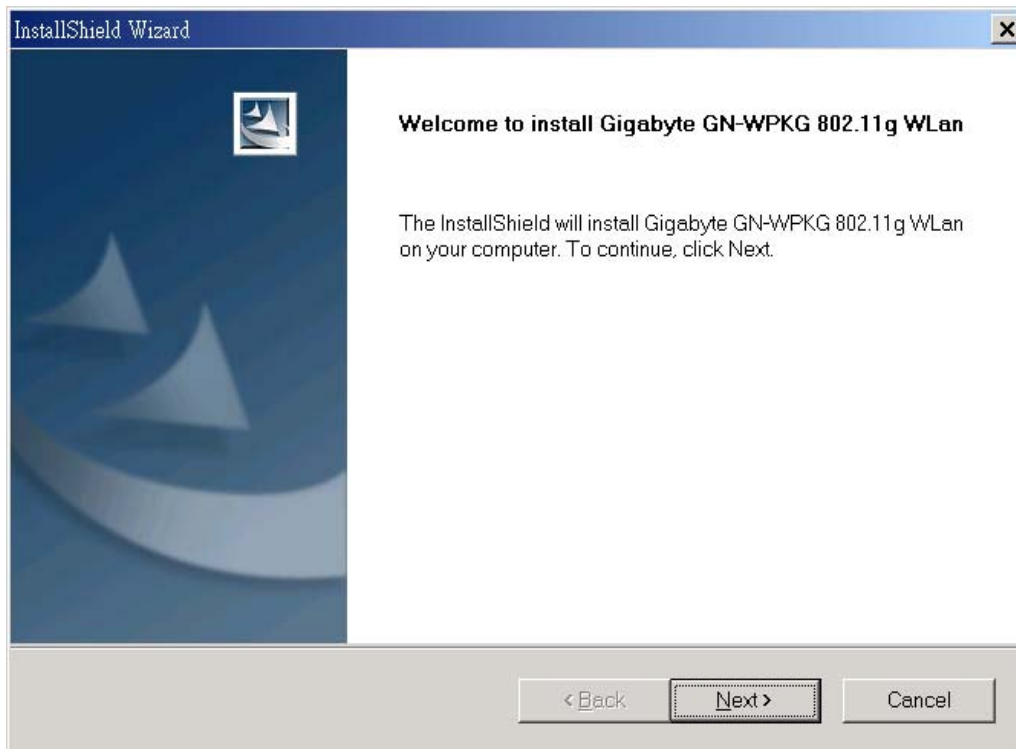 InstallShield Wizard
Welcome to install Gigabyte GN-WPKG 802.11g WLan
The InstallShield will install Gigabyte GN-WPKG 802.11g WLan
on your computer. To continue, click Next.
< Back
Next >
Cancel